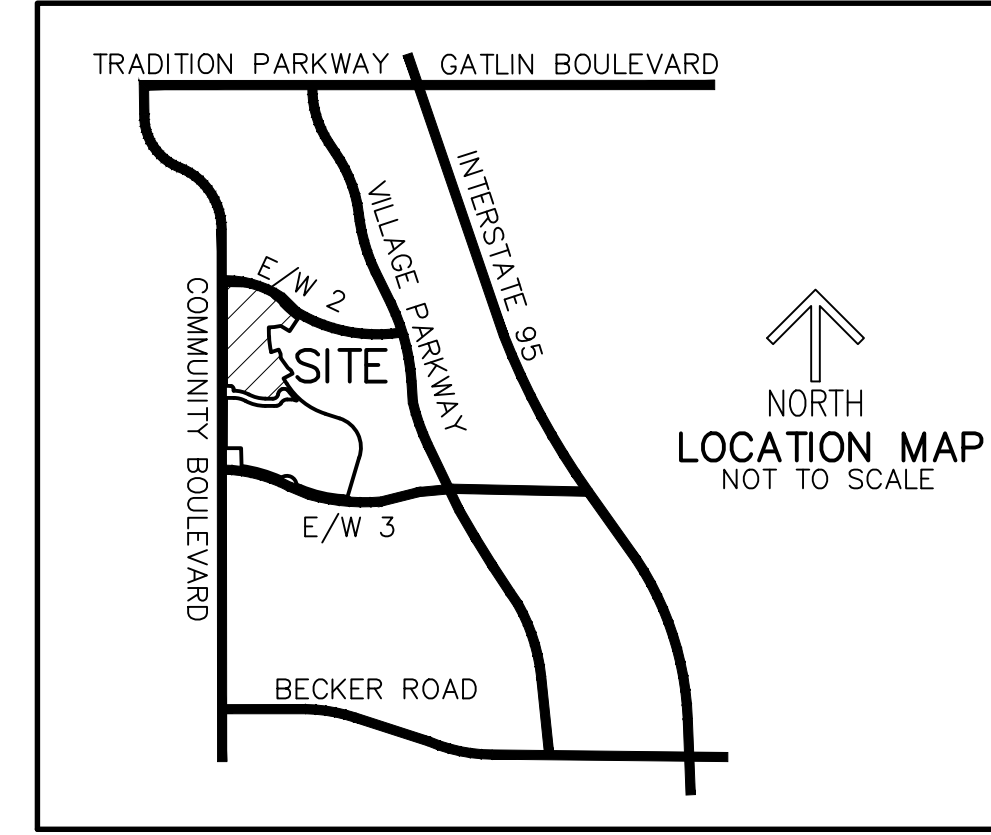 TRADITION PARKWAY
GATLIN BOULEVARD
INTERSTATE 95
VILLAGE PARKWAY
E/W 2
COMMUNITY BOULEVARD
SITE
NORTH
LOCATION MAP
NOT TO SCALE
E/W 3
BECKER ROAD